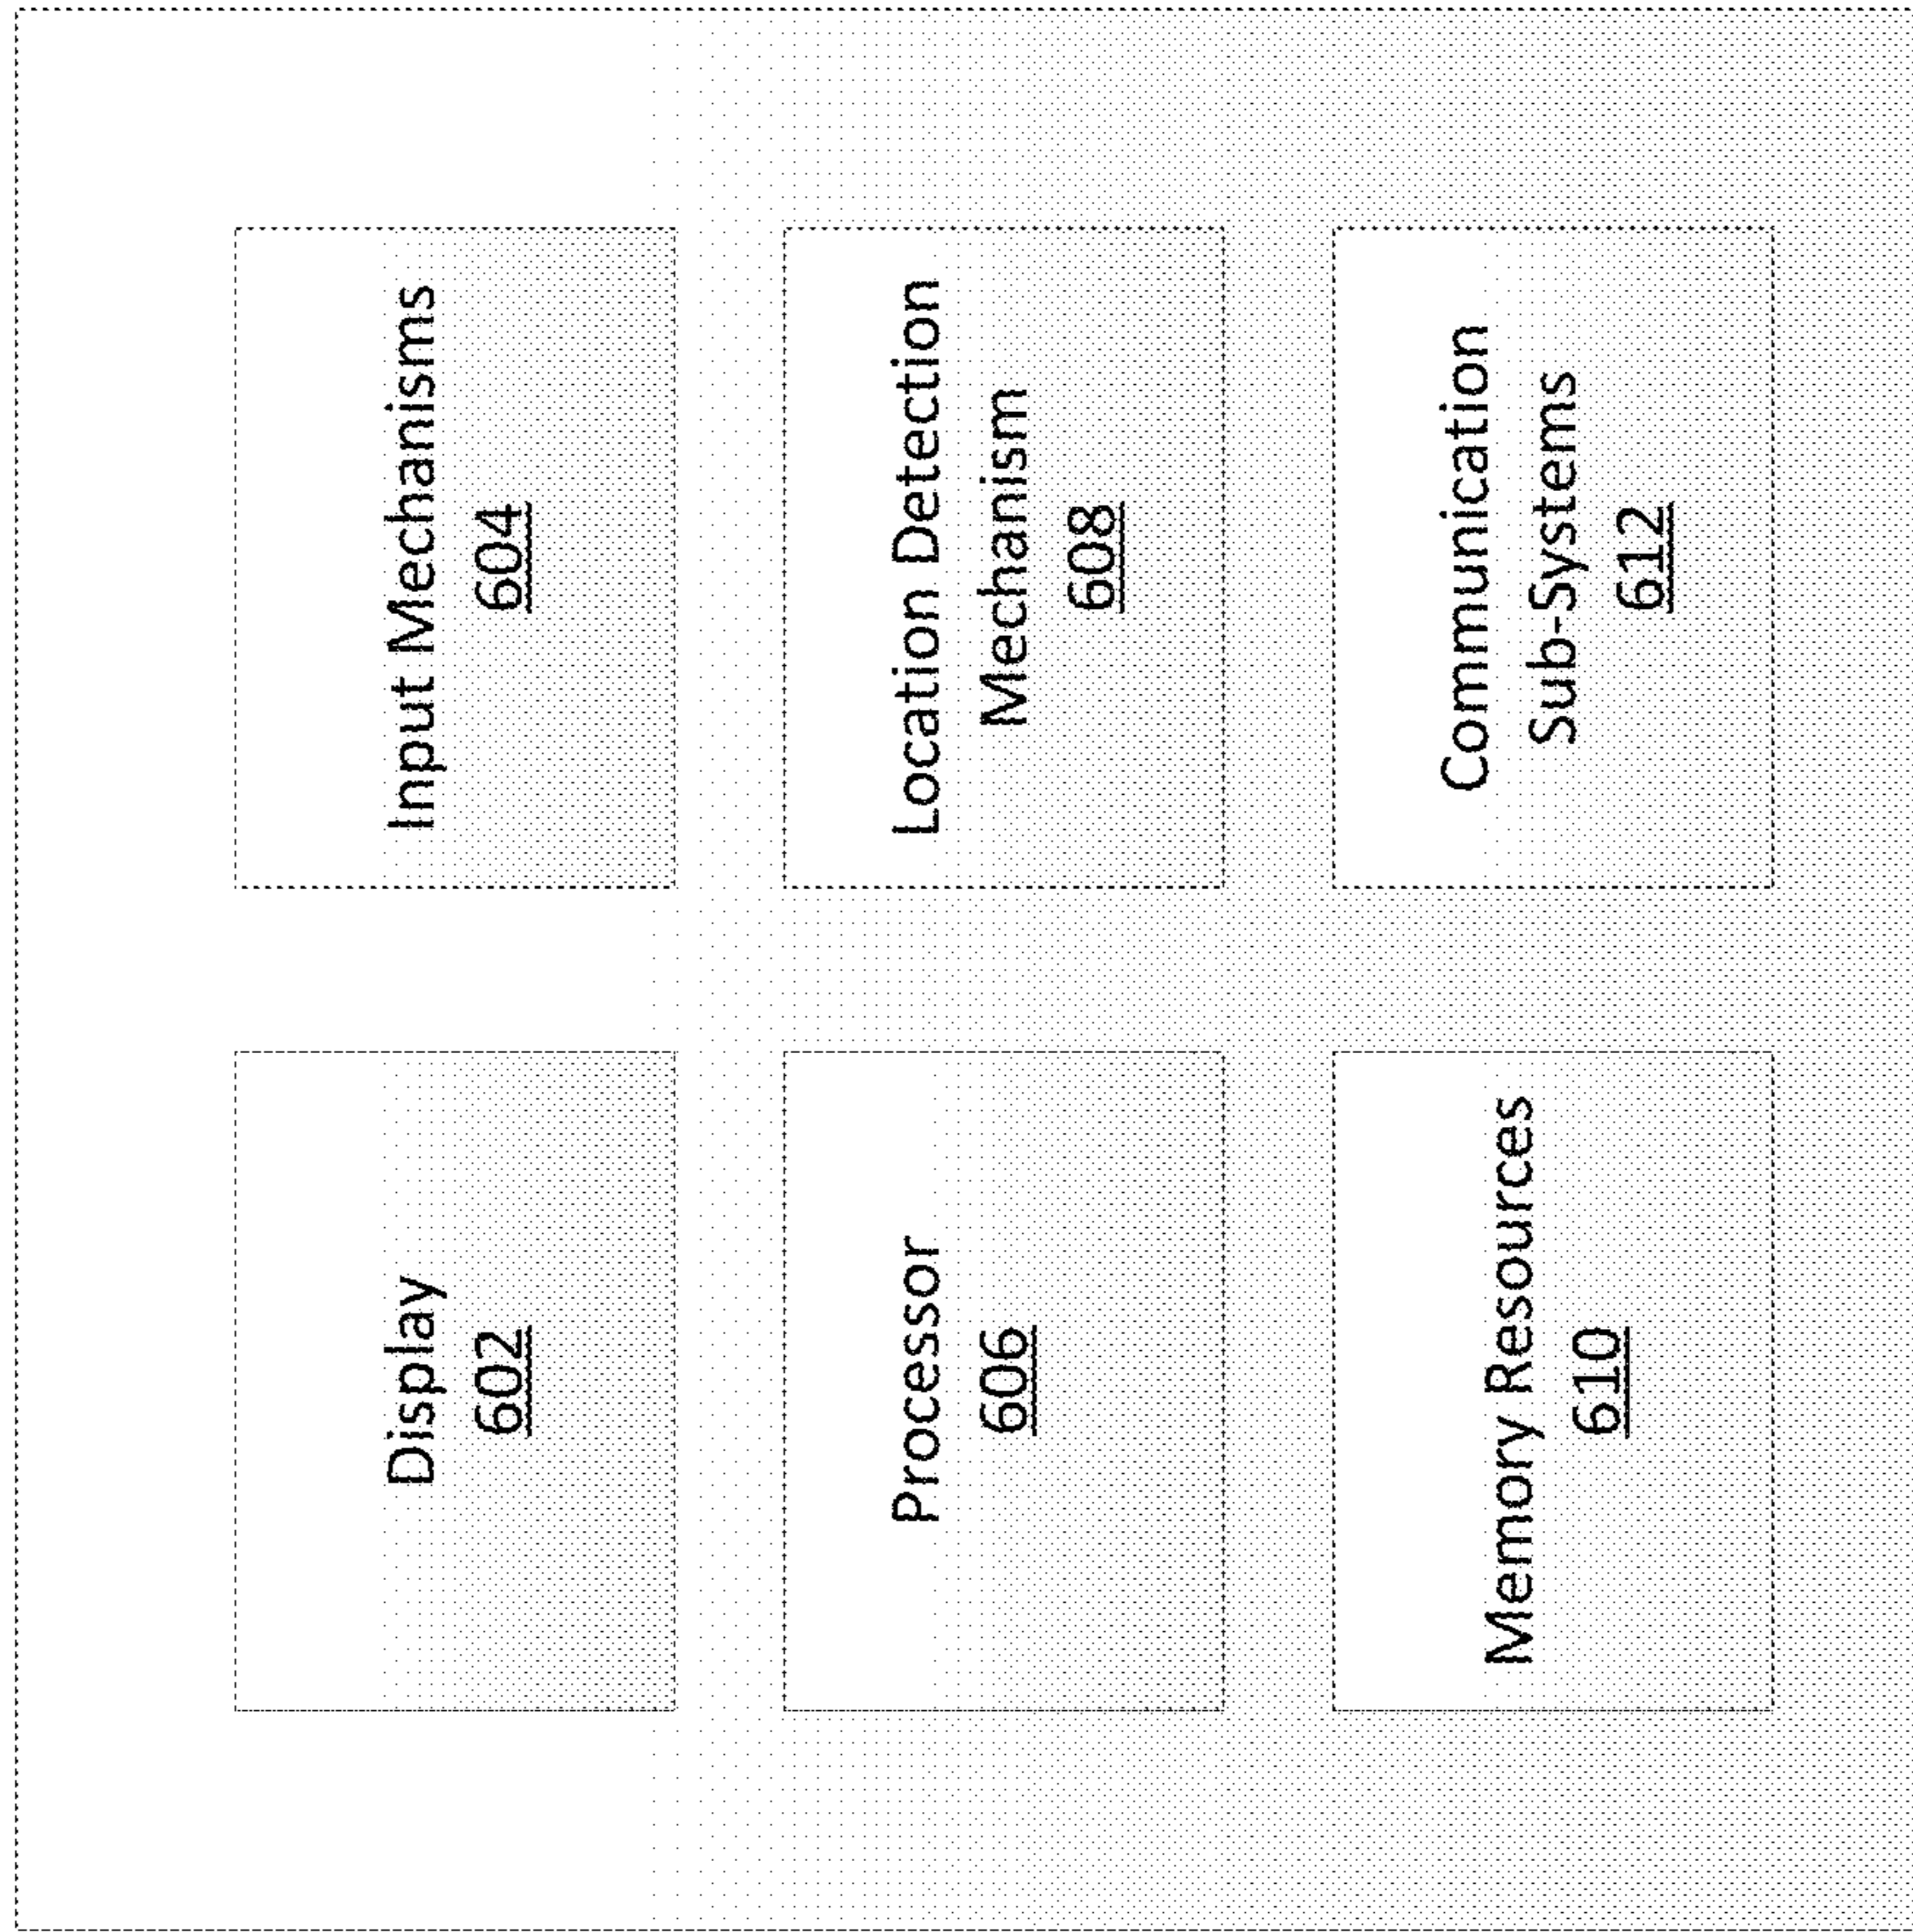 Display
602
Input Mechanisms
604
Processor
606
Location Detection
Mechanism
608
Memory Resources
610
Communication
Sub-Systems
612